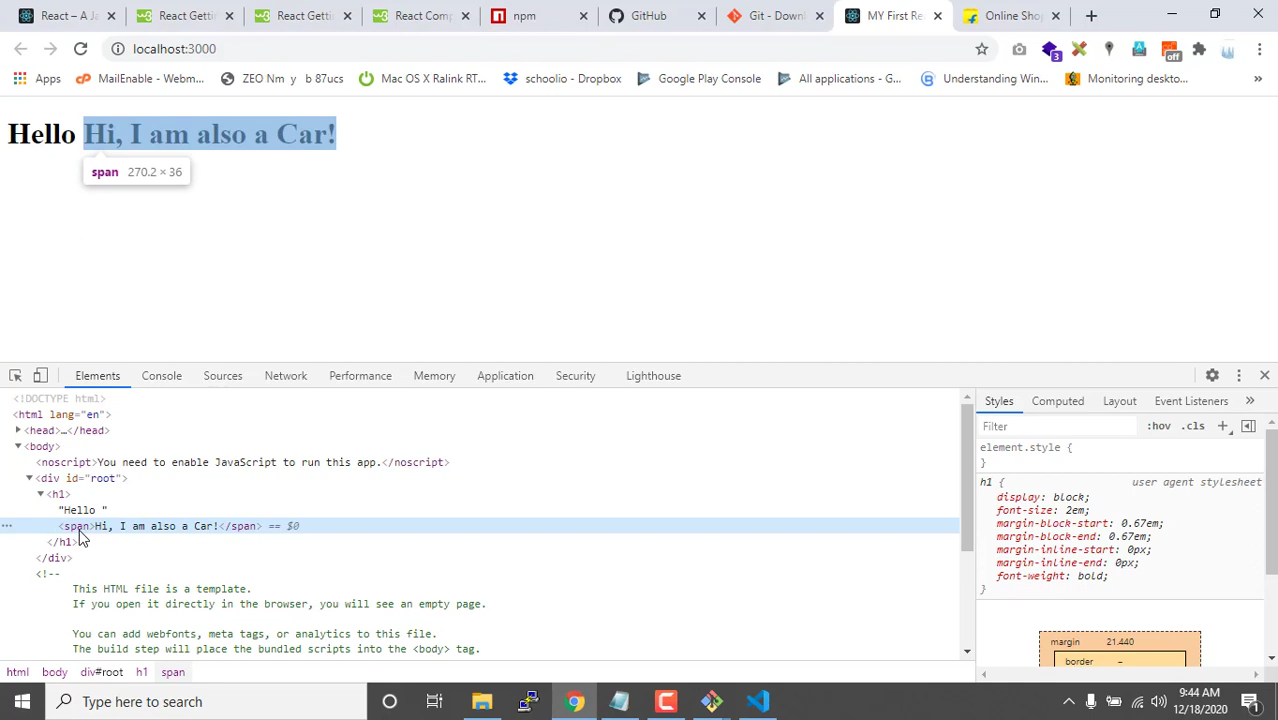 React – A Ja
React Getti
React Getti
React Comp
npm
GitHub
Git - Downl
MY First Re
Online Shop
localhost:3000
3
off
Apps
MailEnable - Webm...
ZEO Nm y b 87ucs
Mac OS X Ralink RT...
schoolio - Dropbox
Google Play Console
All applications - G...
Understanding Win...
Monitoring deskto...
»
Hello Hi, I am also a Car!
span 270.2 × 36
Elements
Console
Sources
Network
Performance
Memory
Application
Security
Lighthouse
<!DOCTYPE html>
<html lang="en">
<head>…</head>
<body>
<noscript>You need to enable JavaScript to run this app.</noscript>
<div id="root">
<h1>
"Hello "
<span>Hi, I am also a Car!</span> == $0
</h1>
</div>
<!--
This HTML file is a template.
If you open it directly in the browser, you will see an empty page.
You can add webfonts, meta tags, or analytics to this file.
The build step will place the bundled scripts into the <body> tag.
html body div#root h1 span
Styles
Computed
Layout
Event Listeners
»
Filter
:hov .cls +
element.style {
}
h1 { user agent stylesheet
display: block;
font-size: 2em;
margin-block-start: 0.67em;
margin-block-end: 0.67em;
margin-inline-start: 0px;
margin-inline-end: 0px;
font-weight: bold;
}
margin 21.440
border –
Type here to search
9:44 AM
12/18/2020
1